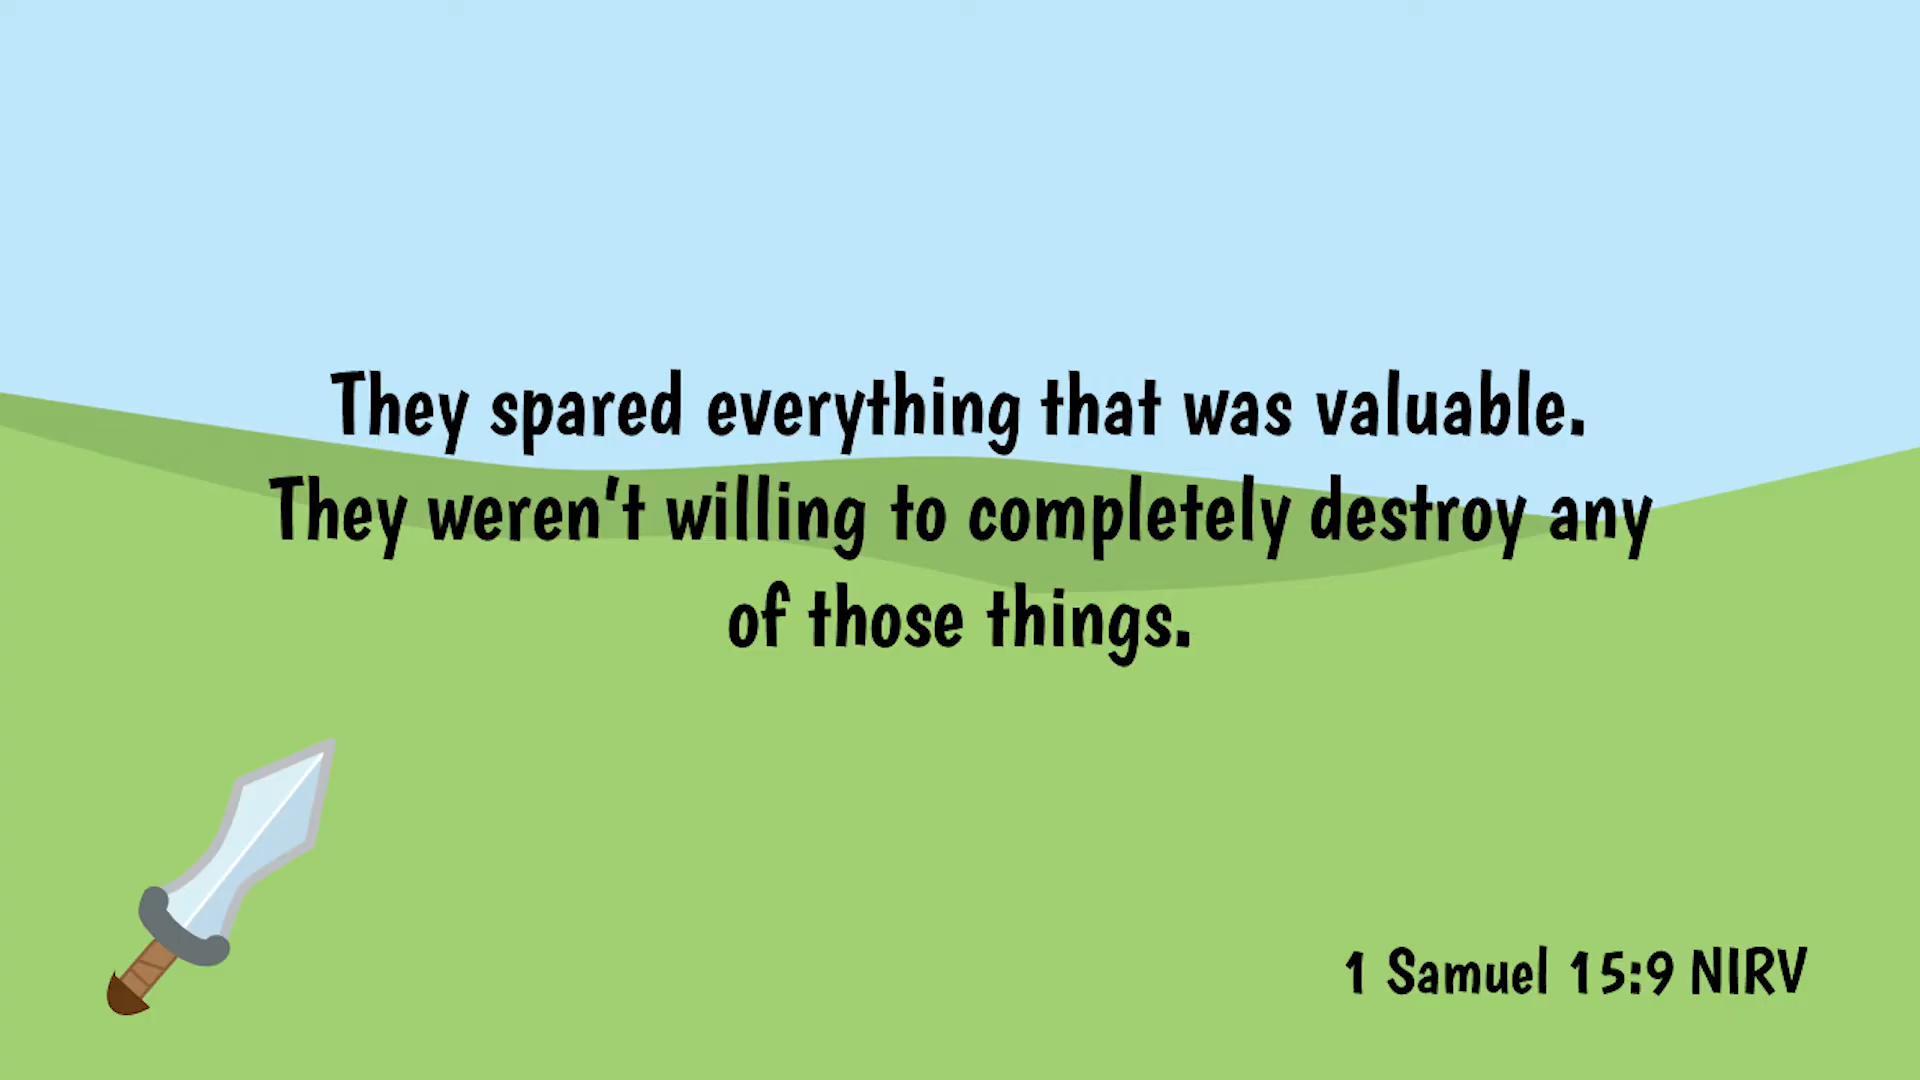 They spared everything that was valuable.
They weren't willing to completely destroy any
of those things.
1 Samuel 15:9 NIRV